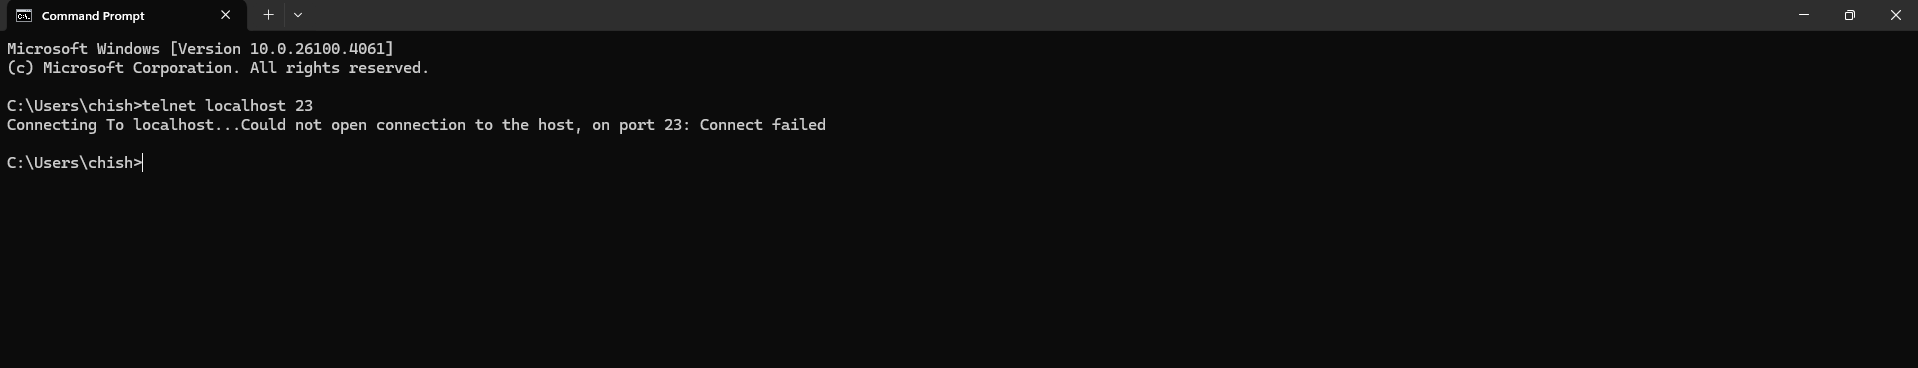 Command Prompt
Microsoft Windows [Version 10.0.26100.4061]
(c) Microsoft Corporation. All rights reserved.
C:\Users\chish>telnet localhost 23
Connecting To localhost...Could not open connection to the host, on port 23: Connect failed
C:\Users\chish>